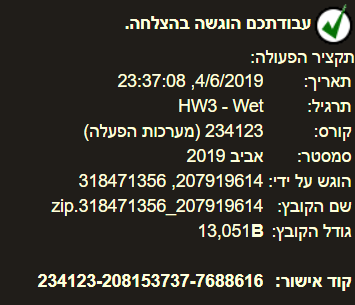 עבודתכם הוגשה בהצלחה.
תקציר הפעולה:
תאריך: 4/6/2019, 23:37:08
תרגיל: HW3 - Wet
קורס: 234123 (מערכות הפעלה)
סמסטר: אביב 2019
הוגש על ידי: 207919614, 318471356
שם הקובץ: 207919614_318471356.zip
גודל הקובץ: 13,051B
קוד אישור: 234123-208153737-7688616